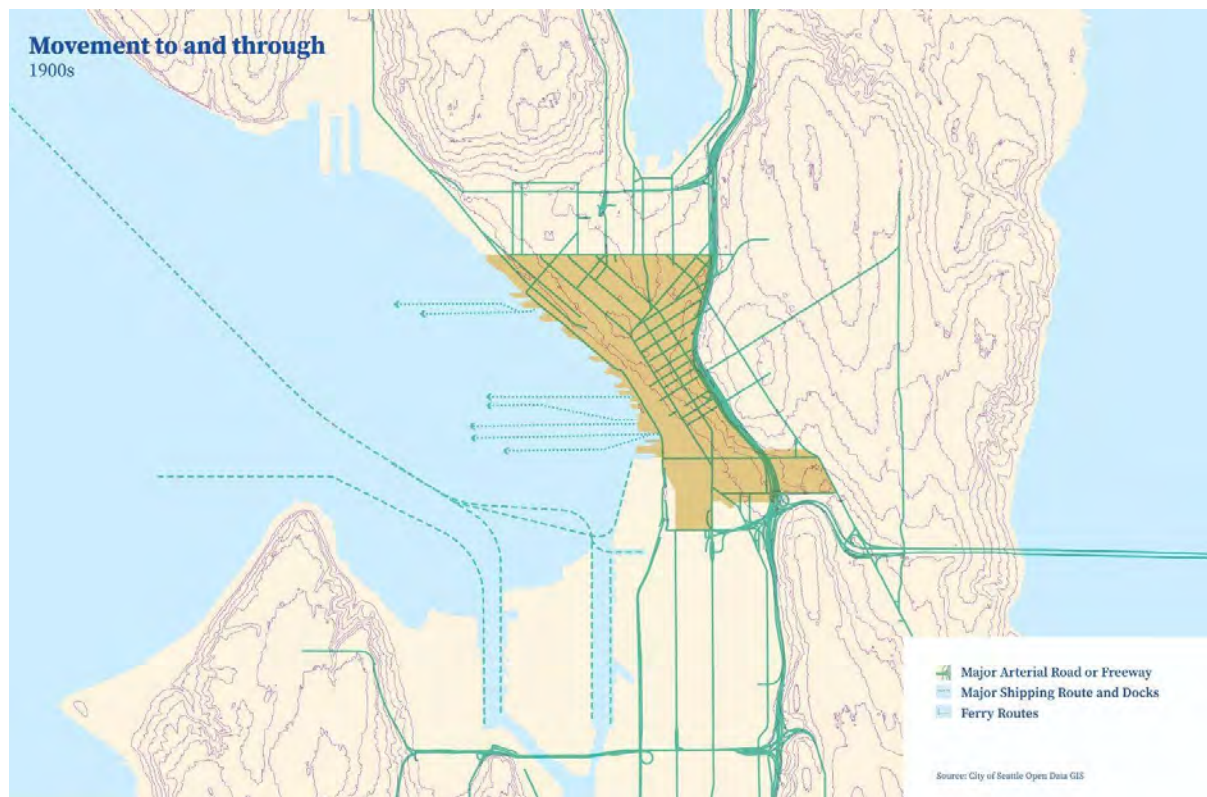 Movement to and through
1900s
Major Arterial Road or Freeway
Major Shipping Route and Docks
Ferry Routes
Source: City of Seattle Open Data GIS